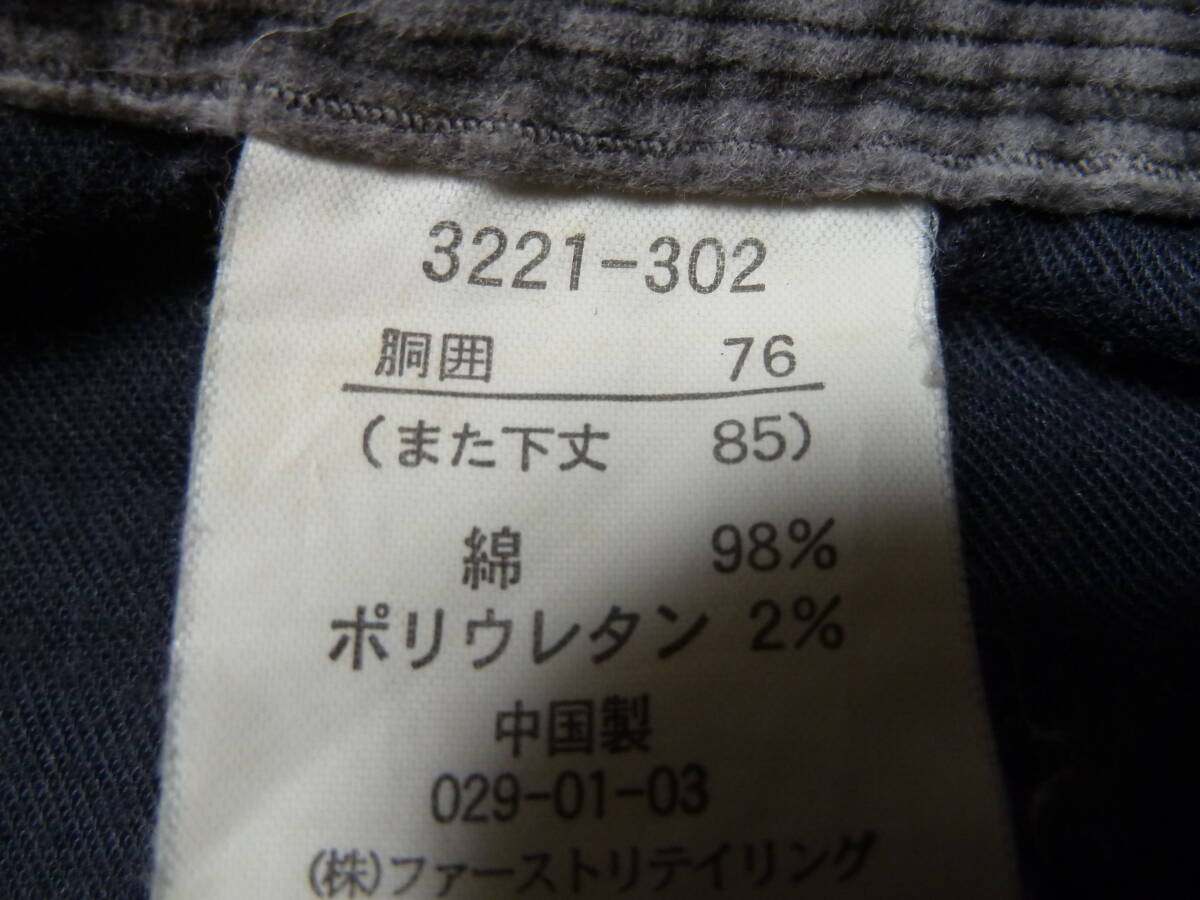 3221-302
胴囲 76
(また下丈 85)
綿 98%
ポリウレタン 2%
中国製
029-01-03
(株)ファーストリテイリング